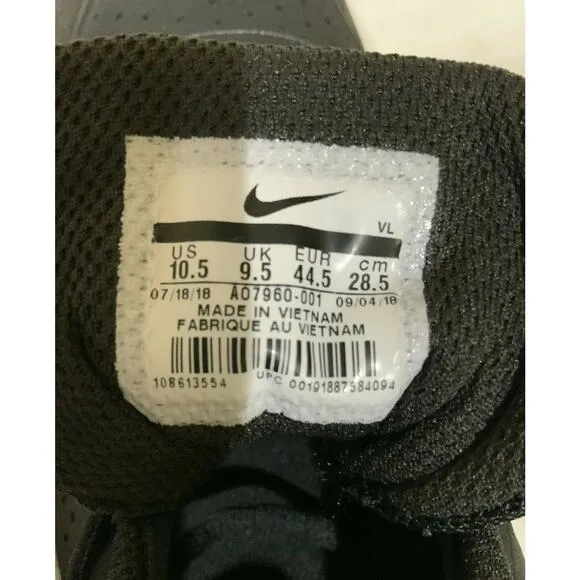 VL
US UK EUR cm
10.5 9.5 44.5 28.5
07/18/18 AO7960-001 09/04/18
MADE IN VIETNAM
FABRIQUE AU VIETNAM
108613554 UPC 00191887584094